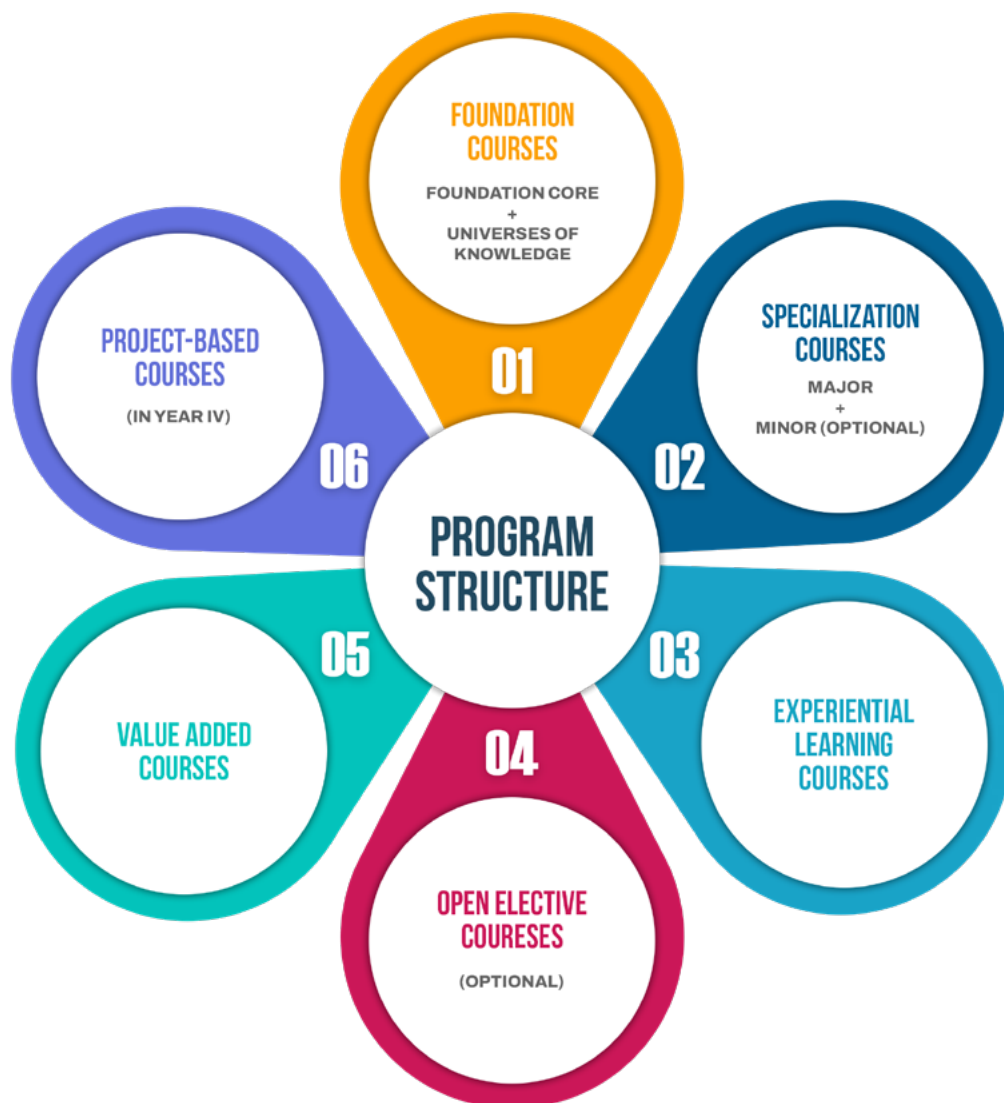 FOUNDATION
COURSES
FOUNDATION CORE
+
UNIVERSES OF
KNOWLEDGE
01
SPECIALIZATION
COURSES
MAJOR
+
MINOR (OPTIONAL)
02
EXPERIENTIAL
LEARNING
COURSES
03
OPEN ELECTIVE
COURESES
(OPTIONAL)
04
VALUE ADDED
COURSES
05
PROJECT-BASED
COURSES
(IN YEAR IV)
06
PROGRAM
STRUCTURE